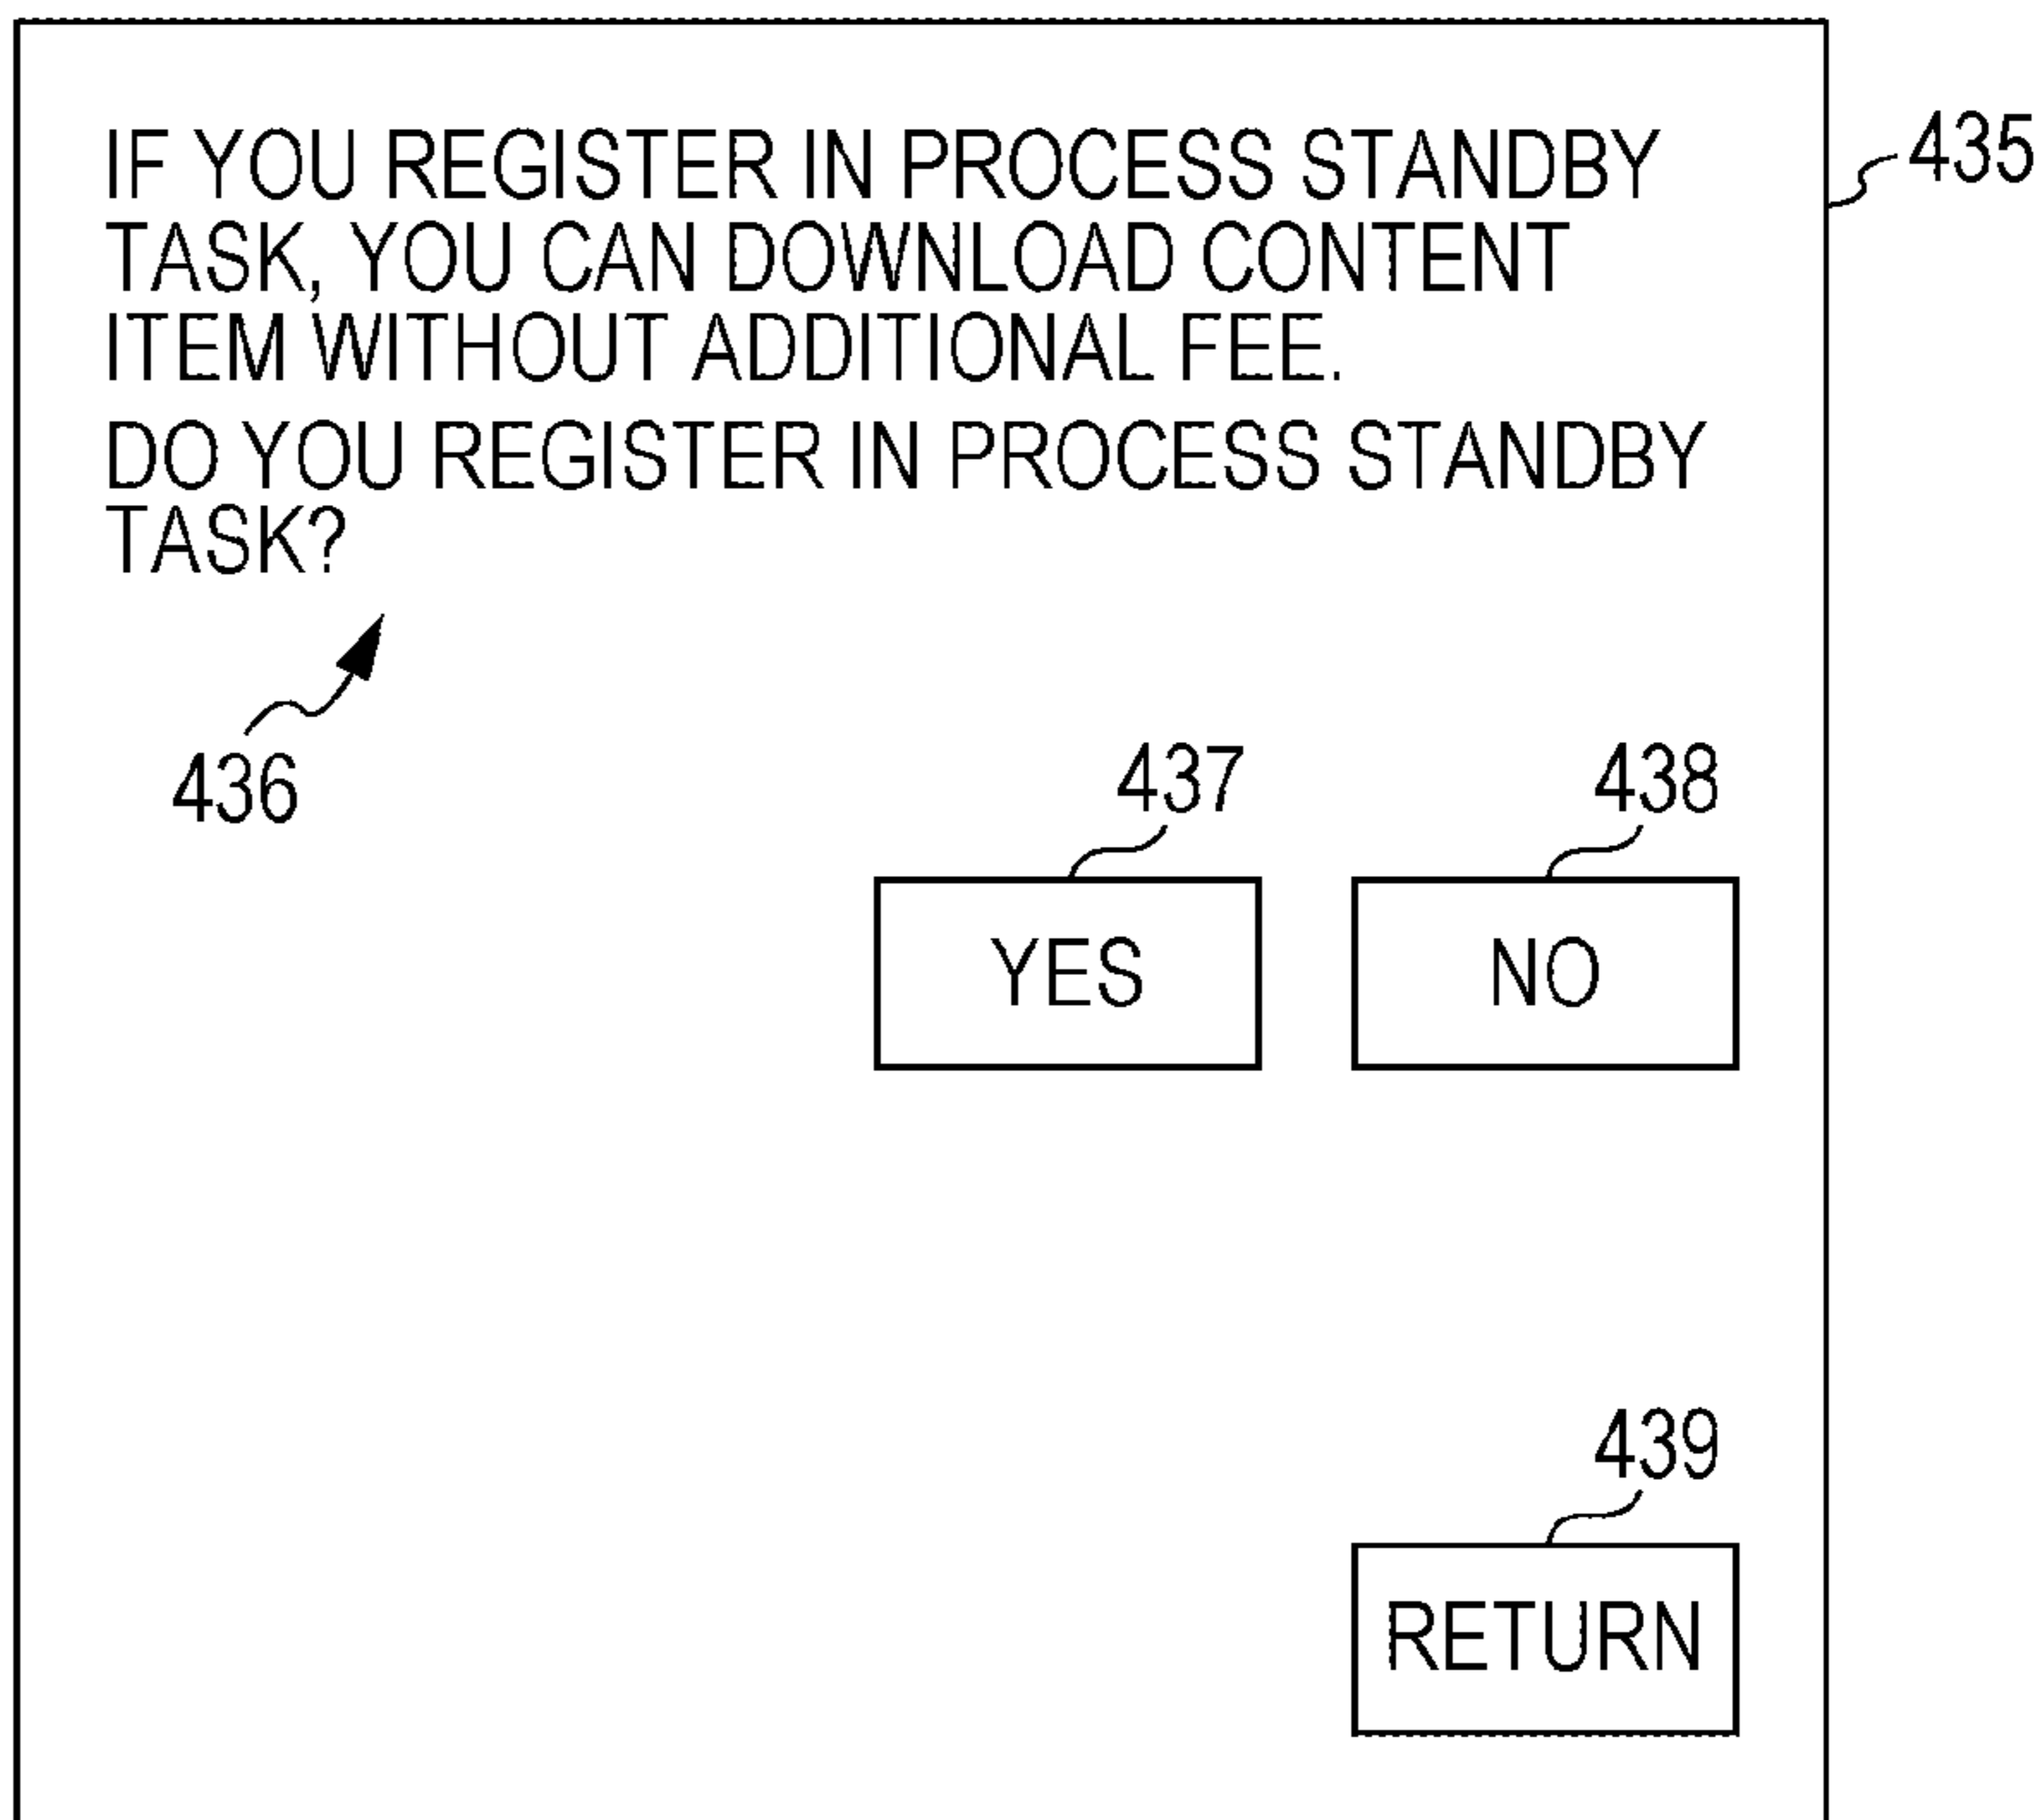 IF YOU REGISTER IN PROCESS STANDBY
TASK, YOU CAN DOWNLOAD CONTENT
ITEM WITHOUT ADDITIONAL FEE.
DO YOU REGISTER IN PROCESS STANDBY
TASK?
435
436
437
438
YES
NO
439
RETURN